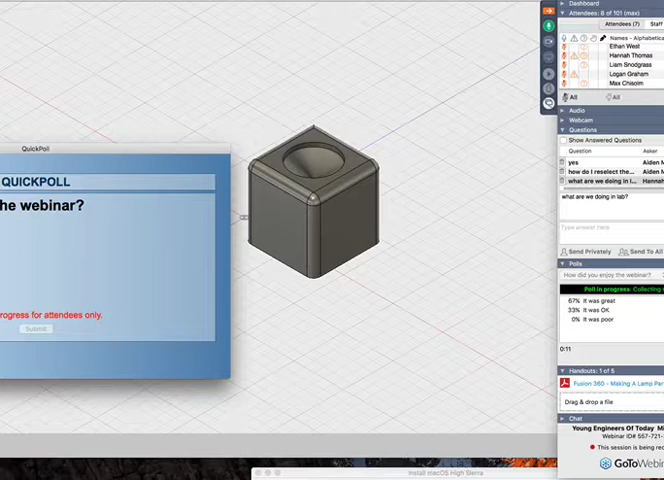 QuickPoll
QUICKPOLL
he webinar?
rogress for attendees only.
Submit
Dashboard
Attendees: 8 of 101 (max)
Attendees (7)
Staff
Names - Alphabetica
Ethan West
Hannah Thomas
Liam Snodgrass
Logan Graham
Max Chisolm
All
All
Audio
Webcam
Questions
Show Answered Questions
Question
Asker
yes
Aiden M
how do I reselect the...
Aiden M
what are we doing in l...
Hannah
what are we doing in lab?
Type answer here
Send Privately
Send To All
Polls
How did you enjoy the webinar?
Poll in progress: Collecting
67% It was great
33% It was OK
0% It was poor
0:11
Handouts: 1 of 5
Fusion 360 - Making A Lamp Par
Drag & drop a file
Chat
Young Engineers Of Today Mi
Webinar ID# 557-721-
This session is being rec
GoToWebin
Install macOS High Sierra